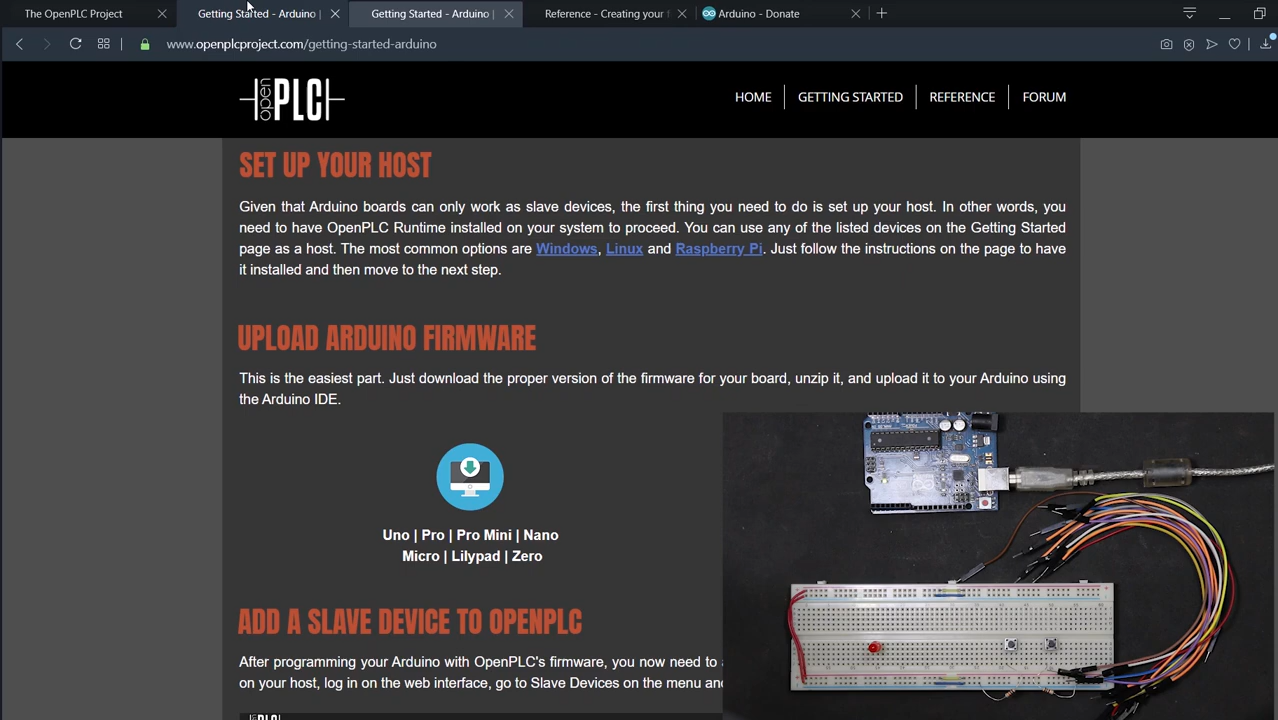 The OpenPLC Project
Getting Started - Arduino |
Getting Started - Arduino |
Reference - Creating your f
Arduino - Donate
www.openplcproject.com/getting-started-arduino
open PLC
HOME
GETTING STARTED
REFERENCE
FORUM
SET UP YOUR HOST
Given that Arduino boards can only work as slave devices, the first thing you need to do is set up your host. In other words, you
need to have OpenPLC Runtime installed on your system to proceed. You can use any of the listed devices on the Getting Started
page as a host. The most common options are Windows, Linux and Raspberry Pi. Just follow the instructions on the page to have
it installed and then move to the next step.
UPLOAD ARDUINO FIRMWARE
This is the easiest part. Just download the proper version of the firmware for your board, unzip it, and upload it to your Arduino using
the Arduino IDE.
Uno | Pro | Pro Mini | Nano
Micro | Lilypad | Zero
ADD A SLAVE DEVICE TO OPENPLC
After programming your Arduino with OpenPLC's firmware, you now need to
on your host, log in on the web interface, go to Slave Devices on the menu and